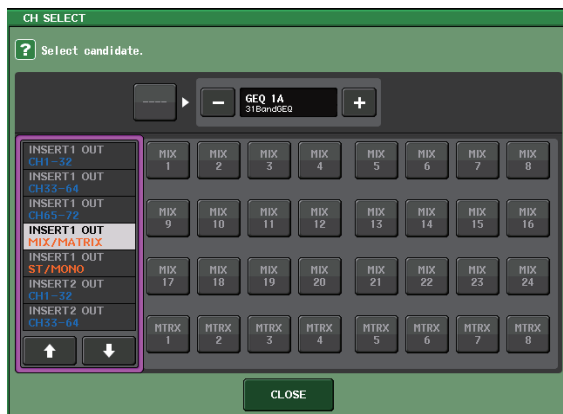 CH SELECT
? Select candidate.
----
− GEQ 1A +
31BandGEQ
INSERT1 OUT
CH1-32
INSERT1 OUT
CH33-64
INSERT1 OUT
CH65-72
INSERT1 OUT
MIX/MATRIX
INSERT1 OUT
ST/MONO
INSERT2 OUT
CH1-32
INSERT2 OUT
CH33-64
MIX 1 MIX 2 MIX 3 MIX 4 MIX 5 MIX 6 MIX 7 MIX 8
MIX 9 MIX 10 MIX 11 MIX 12 MIX 13 MIX 14 MIX 15 MIX 16
MIX 17 MIX 18 MIX 19 MIX 20 MIX 21 MIX 22 MIX 23 MIX 24
MTRX 1 MTRX 2 MTRX 3 MTRX 4 MTRX 5 MTRX 6 MTRX 7 MTRX 8
CLOSE